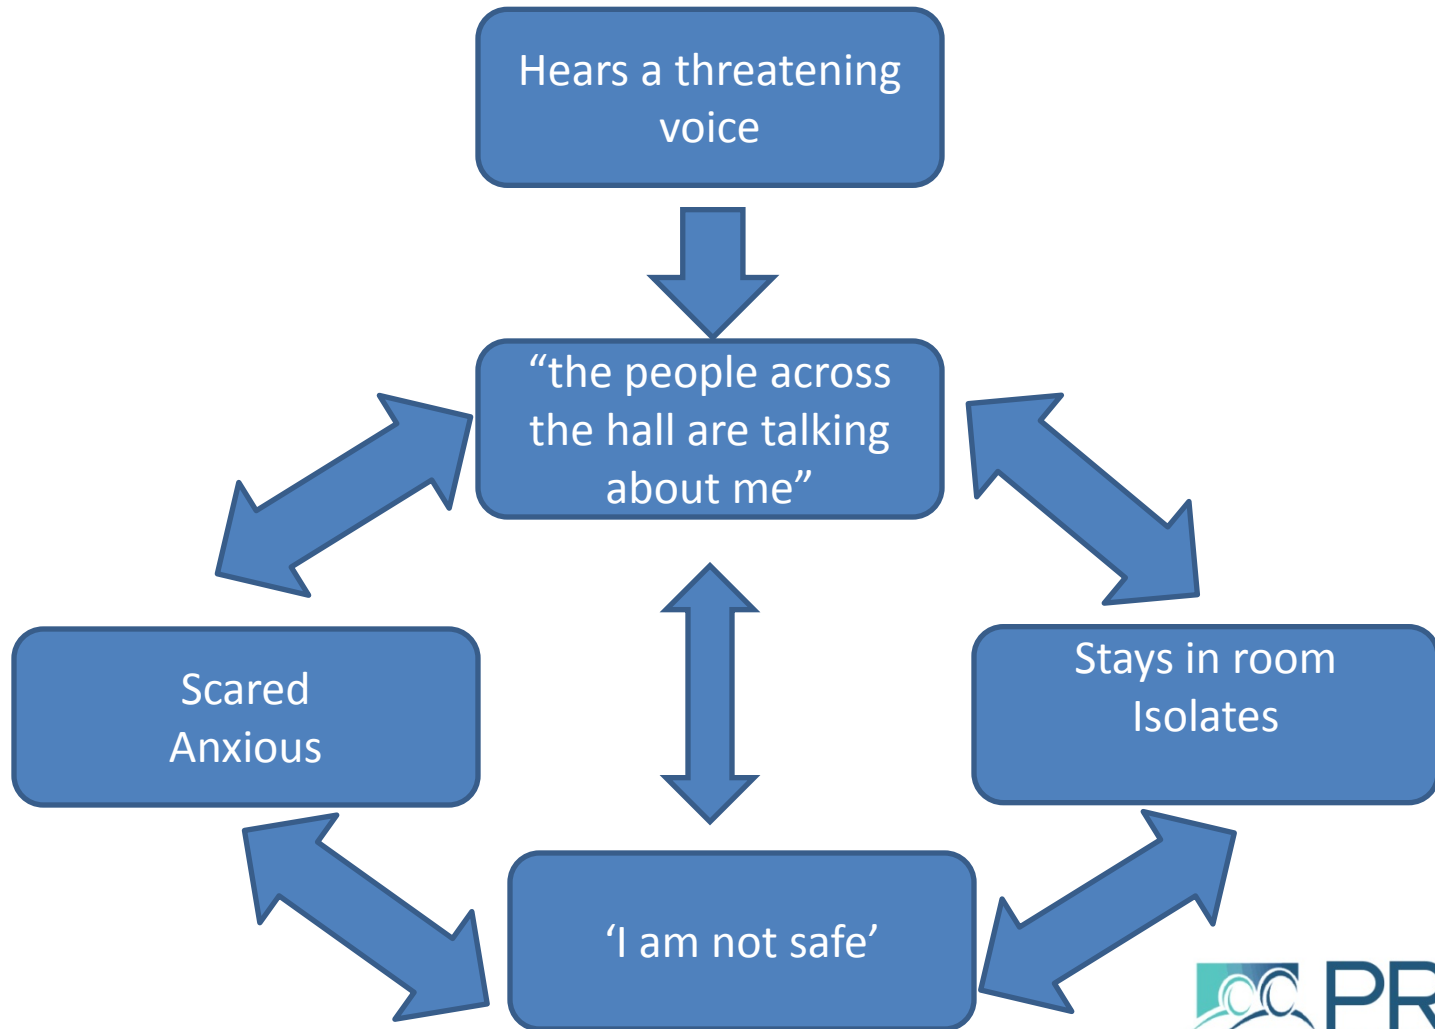 Hears a threatening
voice
“the people across
the hall are talking
about me”
Scared
Anxious
Stays in room
Isolates
‘I am not safe’
PR